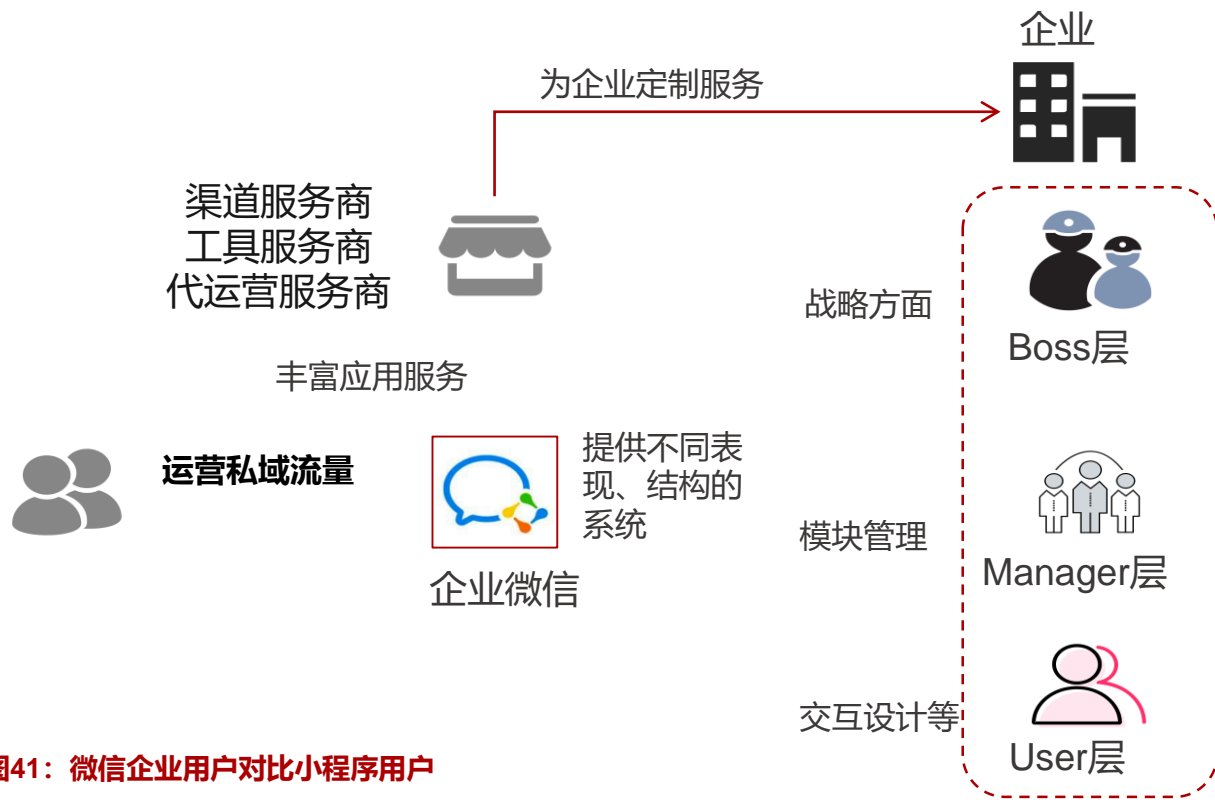 企业
为企业定制服务
渠道服务商
工具服务商
代运营服务商
战略方面
Boss层
丰富应用服务
运营私域流量
提供不同表
现、结构的
系统
企业微信
模块管理
Manager层
交互设计等
User层
图41：微信企业用户对比小程序用户